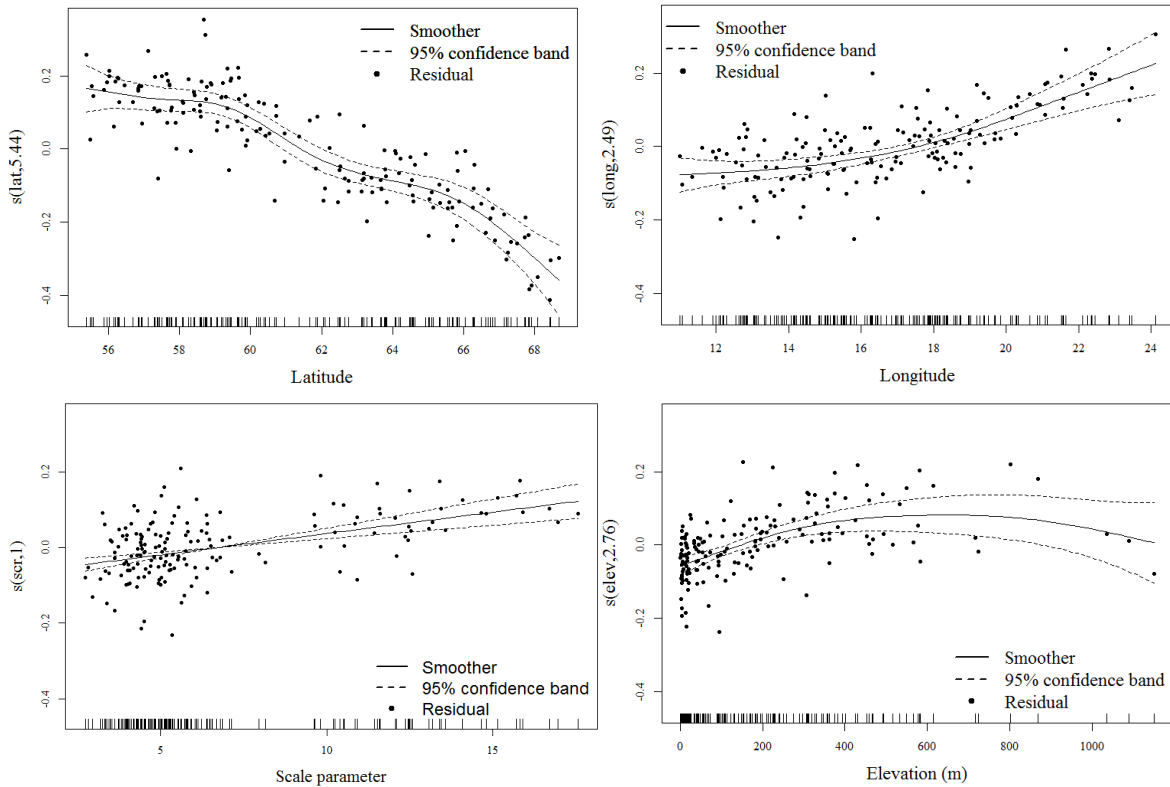 Smoother
95% confidence band
Residual
s(lat,5.44)
0.2
0.0
-0.2
-0.4
56 58 60 62 64 66 68
Latitude
Smoother
95% confidence band
Residual
s(long,2.49)
0.2
0.0
-0.2
-0.4
12 14 16 18 20 22 24
Longitude
s(scr,1)
0.2
0.0
-0.2
-0.4
Smoother
95% confidence band
Residual
5 10 15
Scale parameter
s(elev,2.76)
0.2
0.0
-0.2
-0.4
Smoother
95% confidence band
Residual
0 200 400 600 800 1000
Elevation (m)